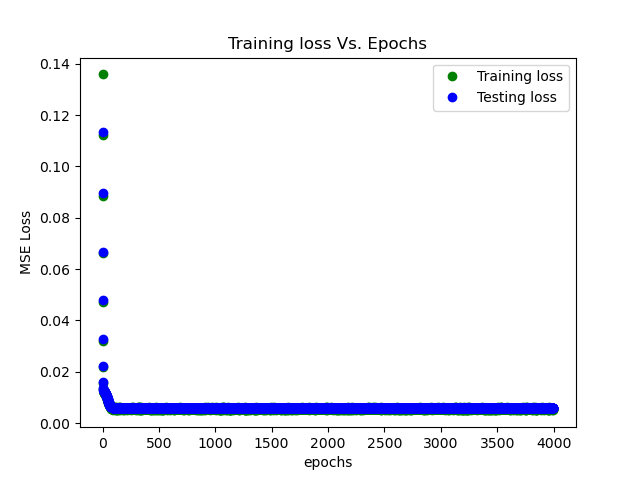 Training loss Vs. Epochs
Training loss
Testing loss
MSE Loss
0.14
0.12
0.10
0.08
0.06
0.04
0.02
0.00
0 500 1000 1500 2000 2500 3000 3500 4000
epochs